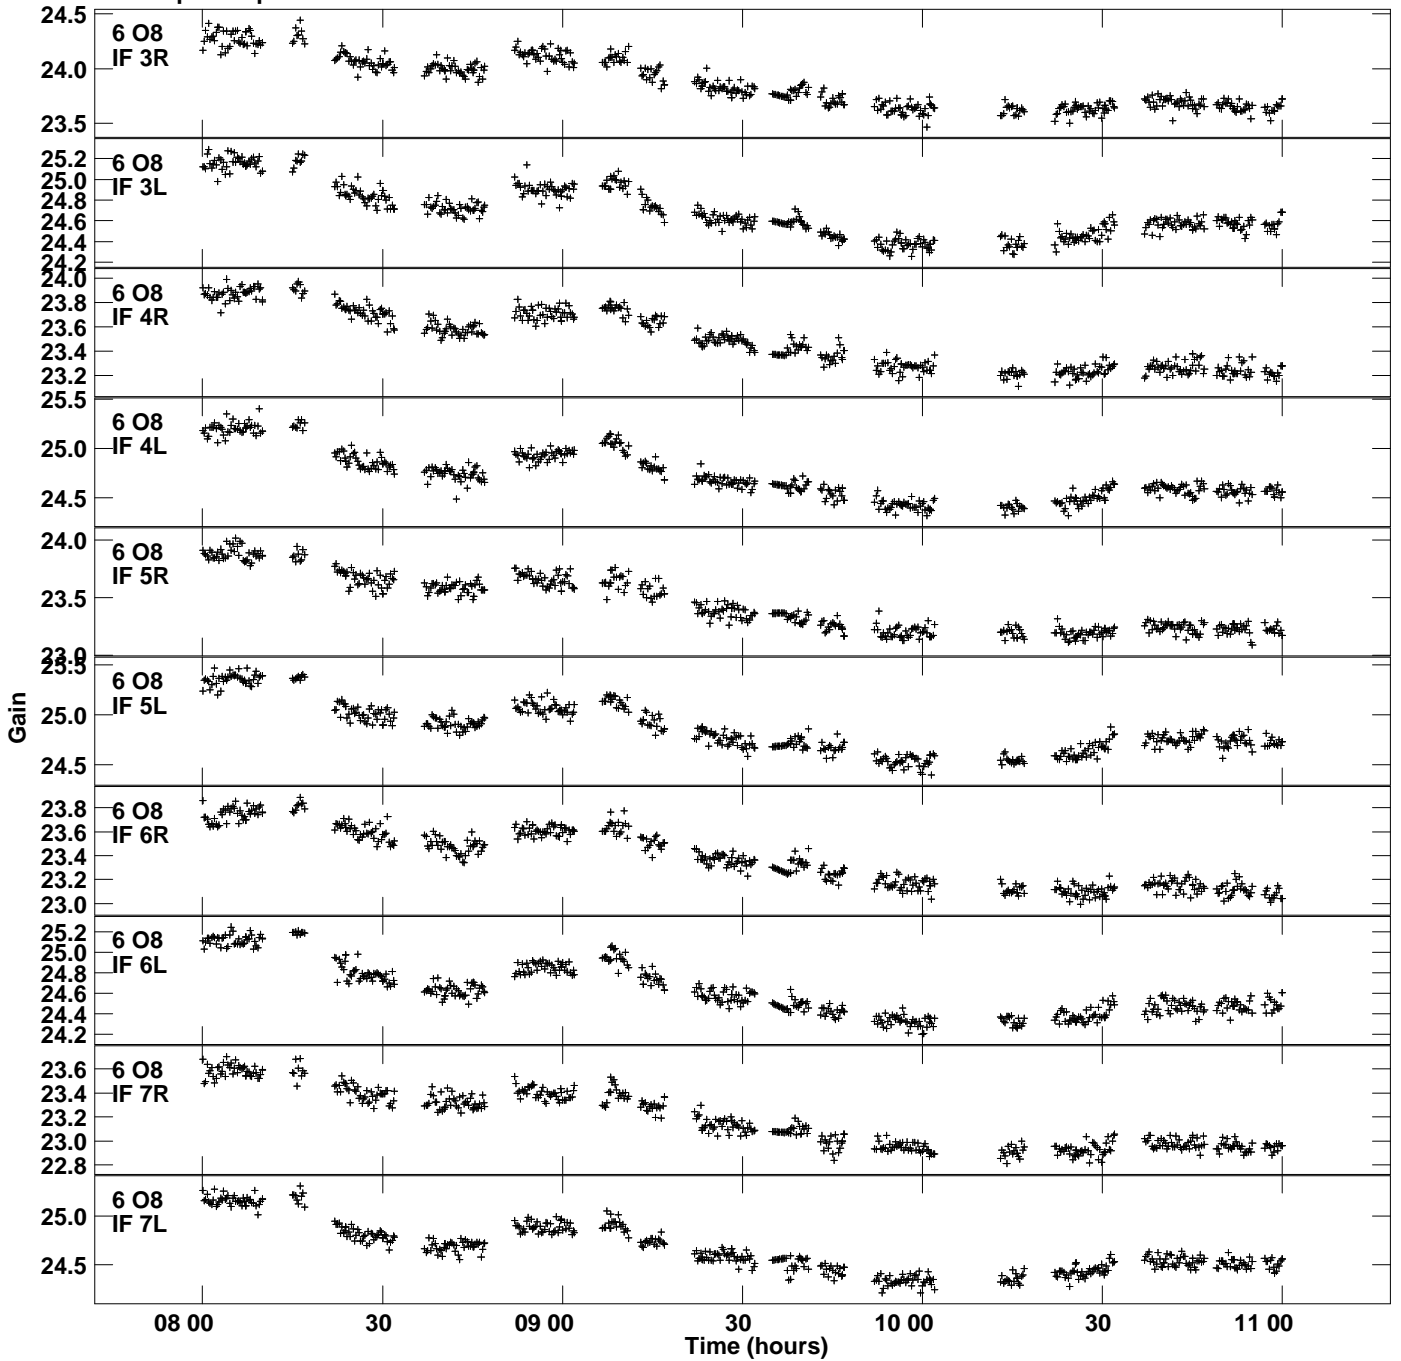 24.5
6 O8
IF 3R
24.0
23.5
25.2
6 O8
25.0
IF 3L
24.8
24.6
24.4
24.2
24.0
6 O8
23.8
IF 4R
23.6
23.4
23.2
25.5
6 O8
IF 4L
25.0
24.5
24.0
6 O8
IF 5R
23.5
23.0
25.5
6 O8
IF 5L
25.0
24.5
23.8
6 O8
23.6
IF 6R
23.4
23.2
23.0
25.2
6 O8
25.0
IF 6L
24.8
24.6
24.4
24.2
23.6
6 O8
23.4
IF 7R
23.2
23.0
22.8
6 O8
25.0
IF 7L
24.5
Gain
08 00 30 09 00 30 10 00 30 11 00
Time (hours)